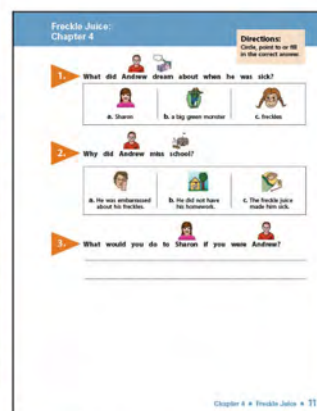 Freckle Juice:
Chapter 4
Directions:
Circle, point to or fill
in the correct answer.
1. What did Andrew dream about when he was sick?
a. Sharon b. a big green monster c. freckles
2. Why did Andrew miss school?
a. He was embarrassed b. He did not have c. The freckle juice
about his freckles. his homework. made him sick.
3. What would you do to Sharon if you were Andrew?
Chapter 4 • Freckle Juice • 11